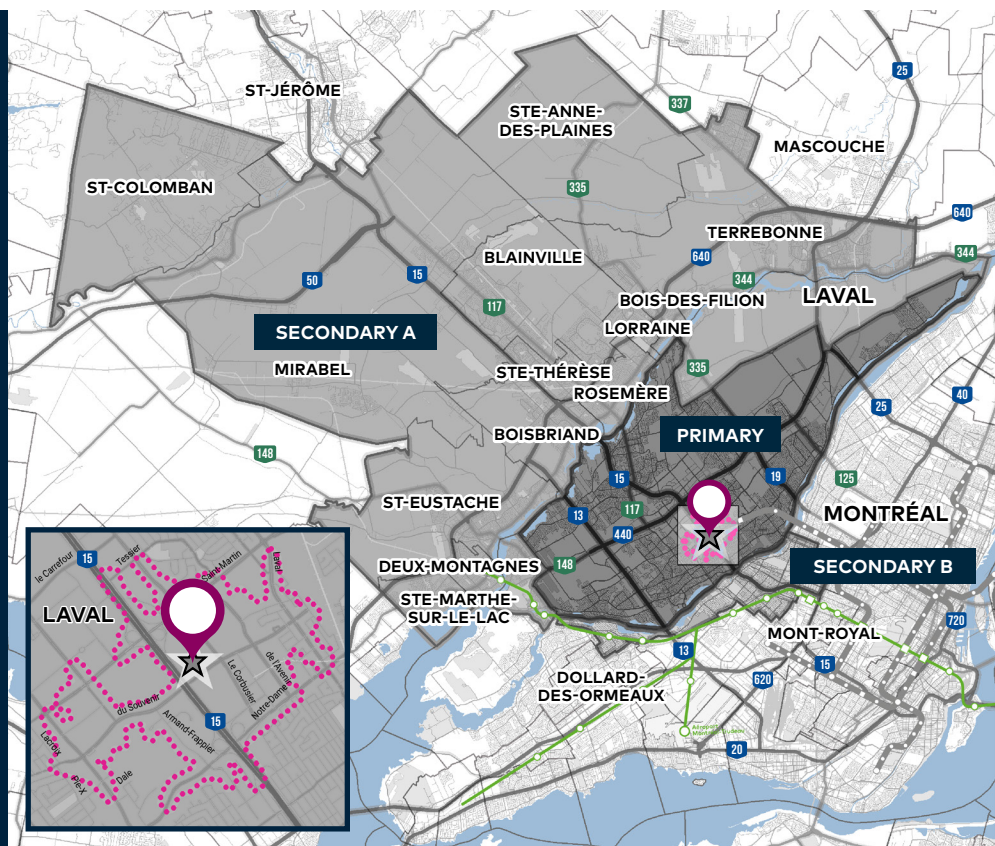 ST-JÉRÔME
25
STE-ANNE-
DES-PLAINES
337
MASCOUCHE
ST-COLOMBAN
335
640
TERREBONNE
344
BLAINVILLE
640
344
50
15
117
BOIS-DES-FILION
LAVAL
SECONDARY A
LORRAINE
MIRABEL
STE-THÉRÈSE
335
ROSEMÈRE
40
25
BOISBRIAND
PRIMARY
148
15
19
125
ST-EUSTACHE
13
117
MONTRÉAL
440
DEUX-MONTAGNES
148
SECONDARY B
STE-MARTHE-
SUR-LE-LAC
MONT-ROYAL
720
13
15
DOLLARD-
DES-ORMEAUX
620
20
le Carrefour
15
Tessier
Saint-Martin
Laval
LAVAL
Le Corbusier
de l'Avenir
Notre-Dame
du Souvenir
15
Armand-Frappier
Lacroix
Pie-X
Dale